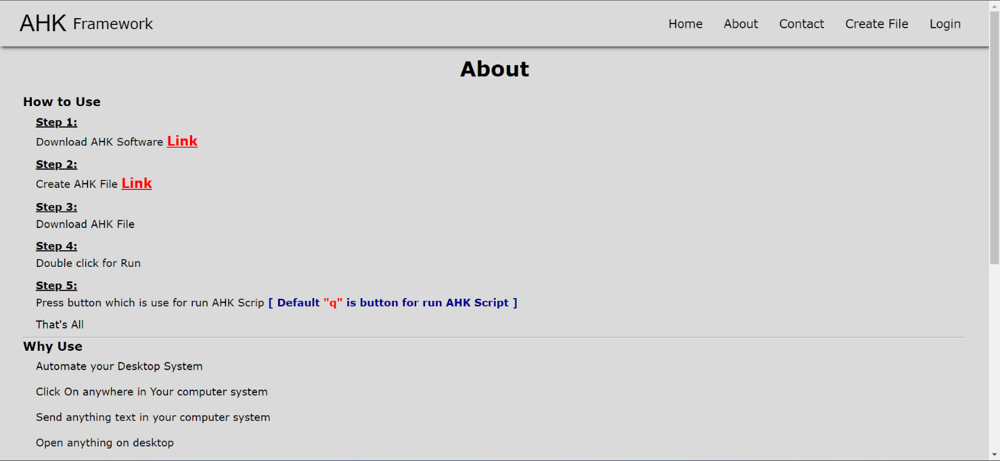 AHK Framework Home About Contact Create File Login
About
How to Use
Step 1:
Download AHK Software Link
Step 2:
Create AHK File Link
Step 3:
Download AHK File
Step 4:
Double click for Run
Step 5:
Press button which is use for run AHK Scrip [ Default "q" is button for run AHK Script ]
That's All
Why Use
Automate your Desktop System
Click On anywhere in Your computer system
Send anything text in your computer system
Open anything on desktop